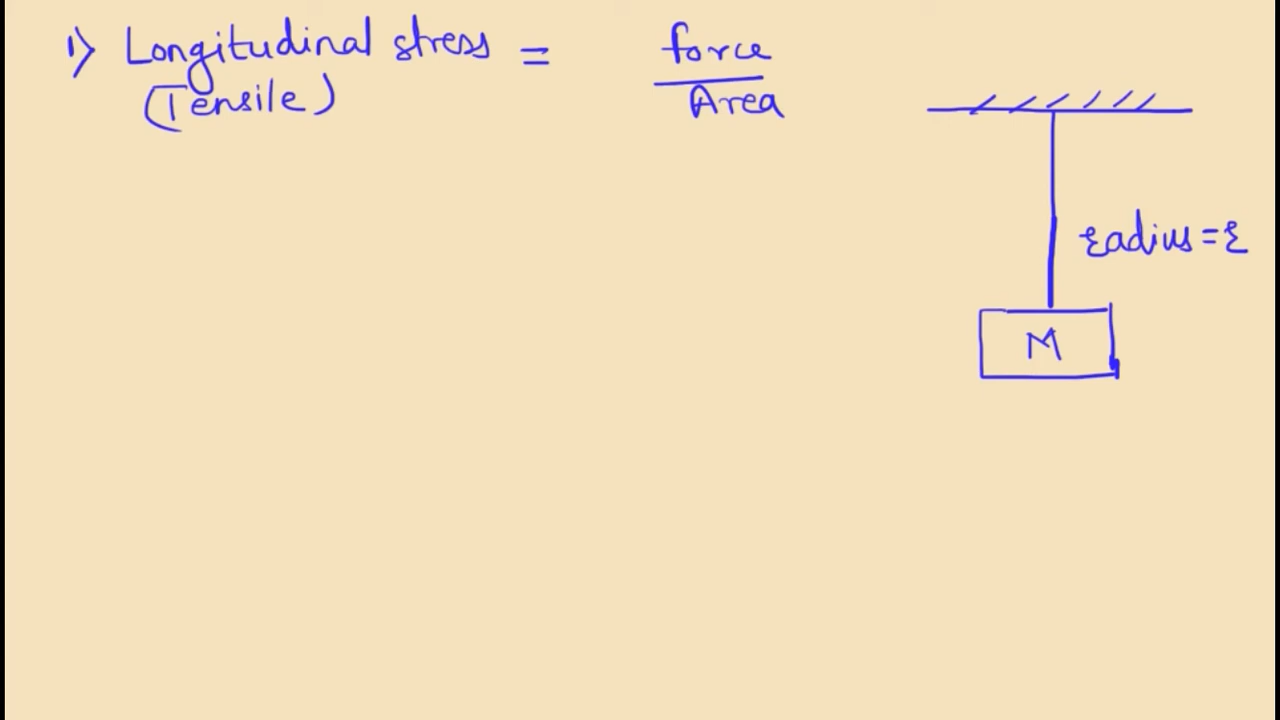 1) Longitudinal stress = force
(Tensile) Area
radius = r
M